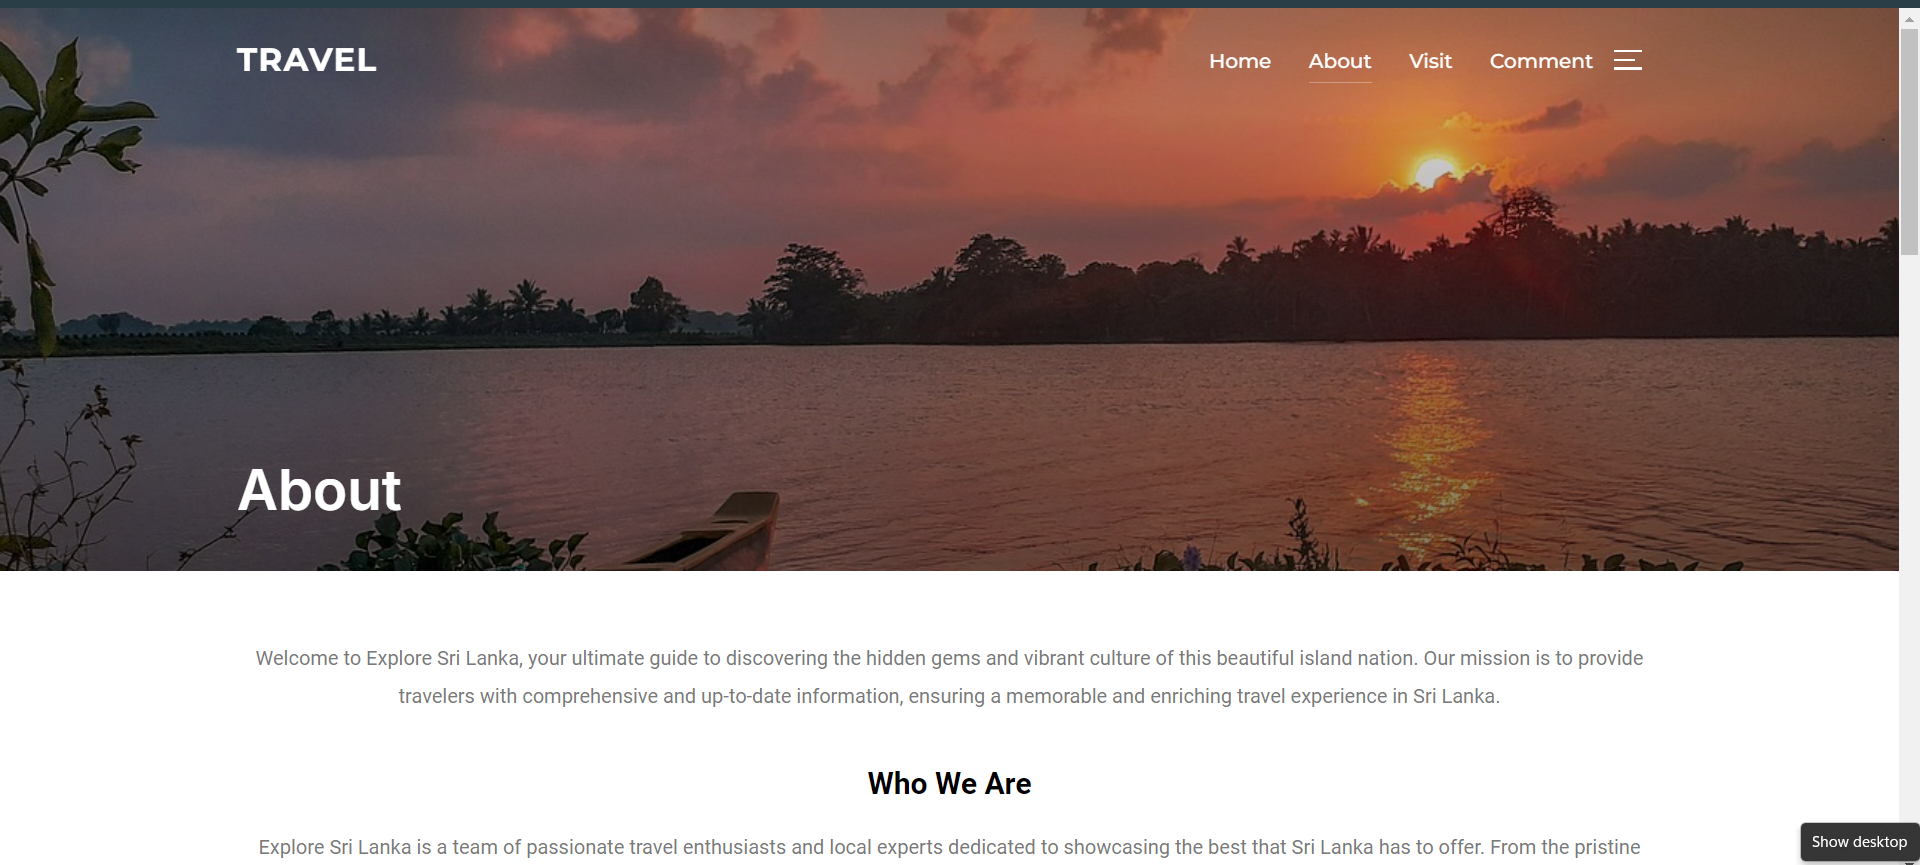 TRAVEL
Home
About
Visit
Comment
About
Welcome to Explore Sri Lanka, your ultimate guide to discovering the hidden gems and vibrant culture of this beautiful island nation. Our mission is to provide
travelers with comprehensive and up-to-date information, ensuring a memorable and enriching travel experience in Sri Lanka.
Who We Are
Explore Sri Lanka is a team of passionate travel enthusiasts and local experts dedicated to showcasing the best that Sri Lanka has to offer. From the pristine
Show desktop